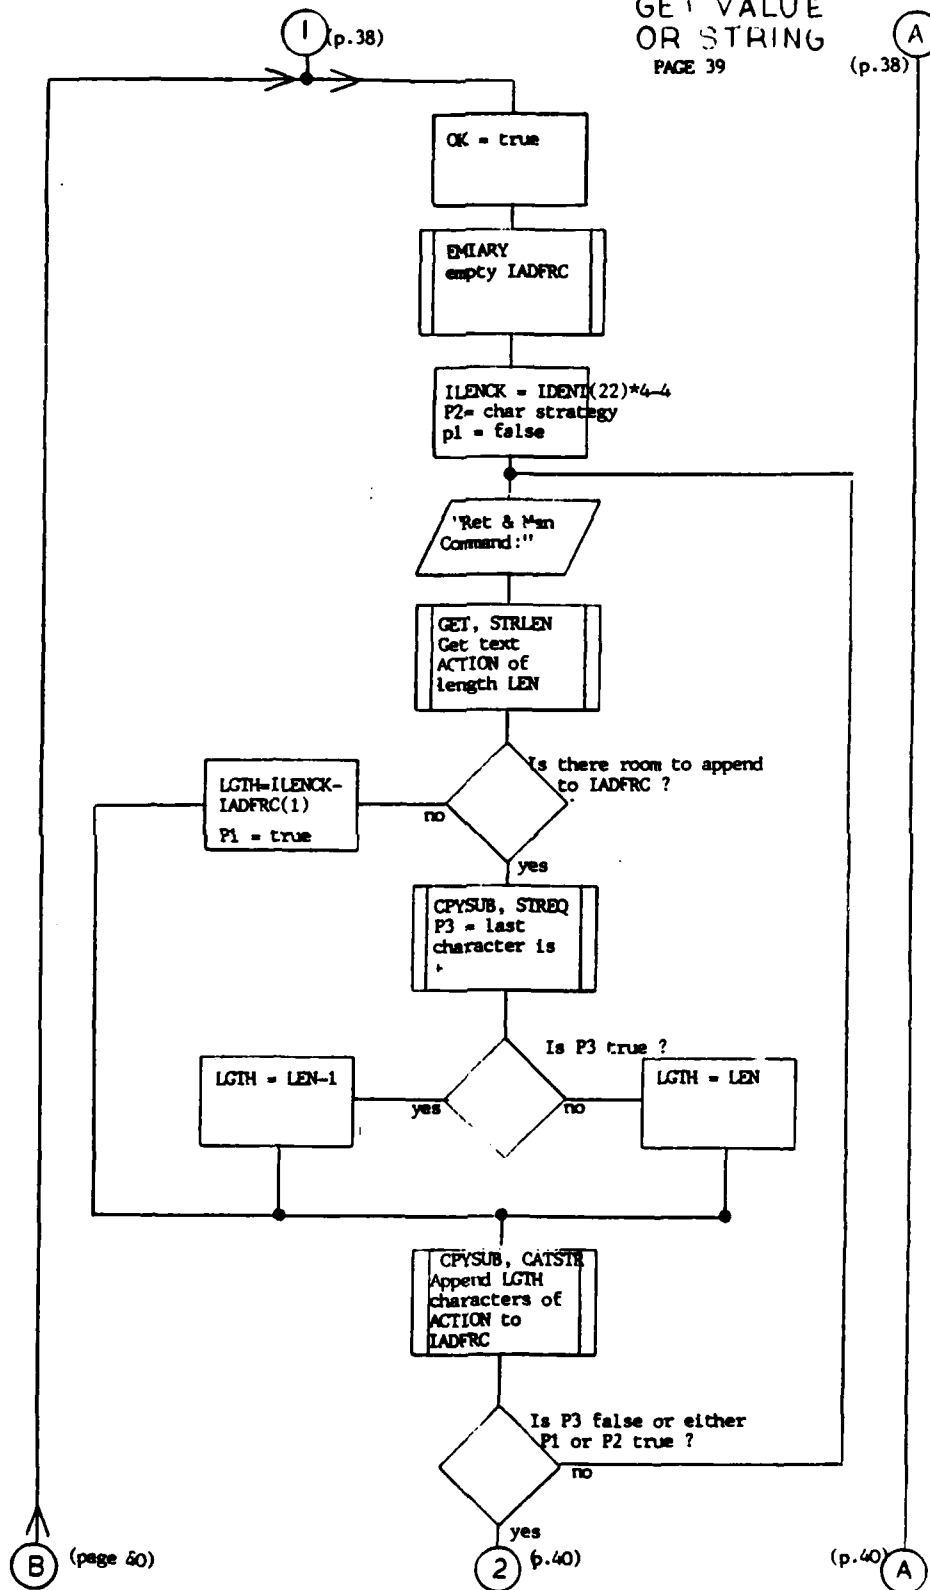 GET VALUE
OR STRING
PAGE 39
1
(p.38)
A
(p.38)
OK = true
EMIARY
empty IADFRC
ILENCK = IDENT(22)*4-4
P2= char strategy
p1 = false
"Ret & Man
Command:"
GET, STRLEN
Get text
ACTION of
length LEN
Is there room to append
to IADFRC ?
no
yes
LGTH=ILENCK-
IADFRC(1)
P1 = true
CPYSUB, STREQ
P3 = last
character is
+
Is P3 true ?
yes
no
LGTH = LEN-1
LGTH = LEN
CPYSUB, CATSTR
Append LGTH
characters of
ACTION to
IADFRC
Is P3 false or either
P1 or P2 true ?
no
yes
B
(page 40)
2
(p.40)
(p.40)
A